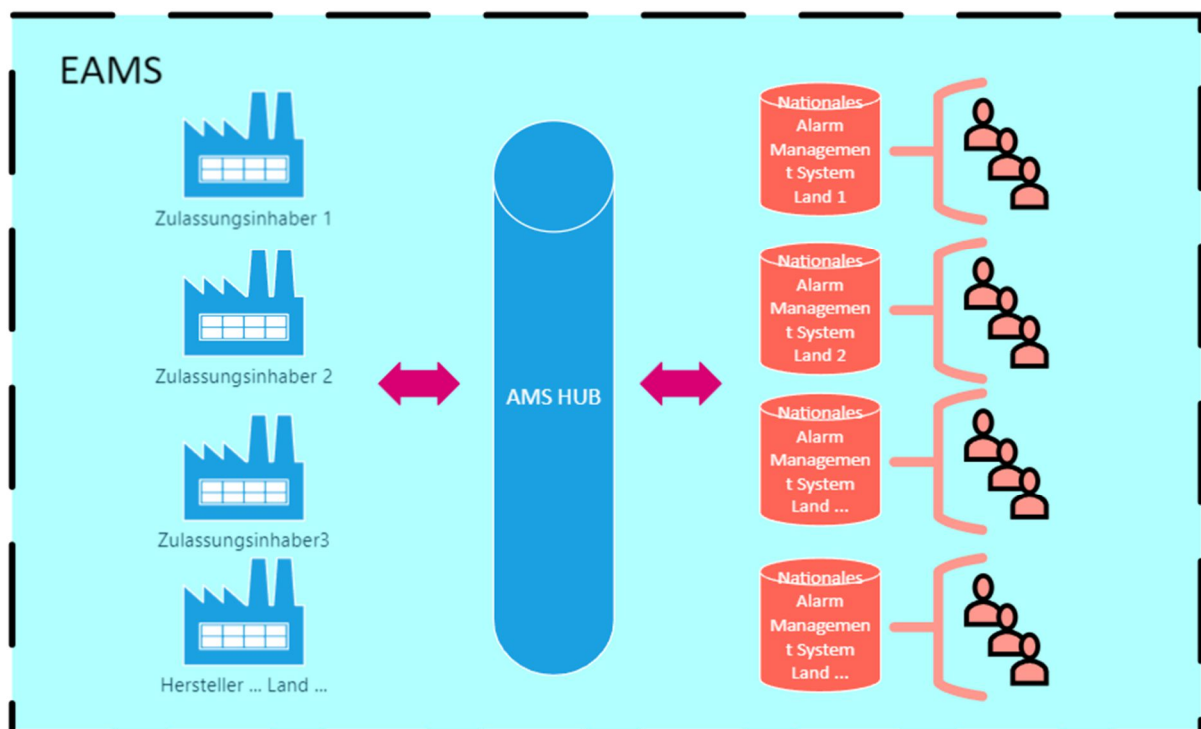 EAMS
Zulassungsinhaber 1
Zulassungsinhaber 2
Zulassungsinhaber3
Hersteller ... Land ...
AMS HUB
Nationales
Alarm
Managemen
t System
Land 1
Nationales
Alarm
Managemen
t System
Land 2
Nationales
Alarm
Managemen
t System
Land ...
Nationales
Alarm
Managemen
t System
Land ...